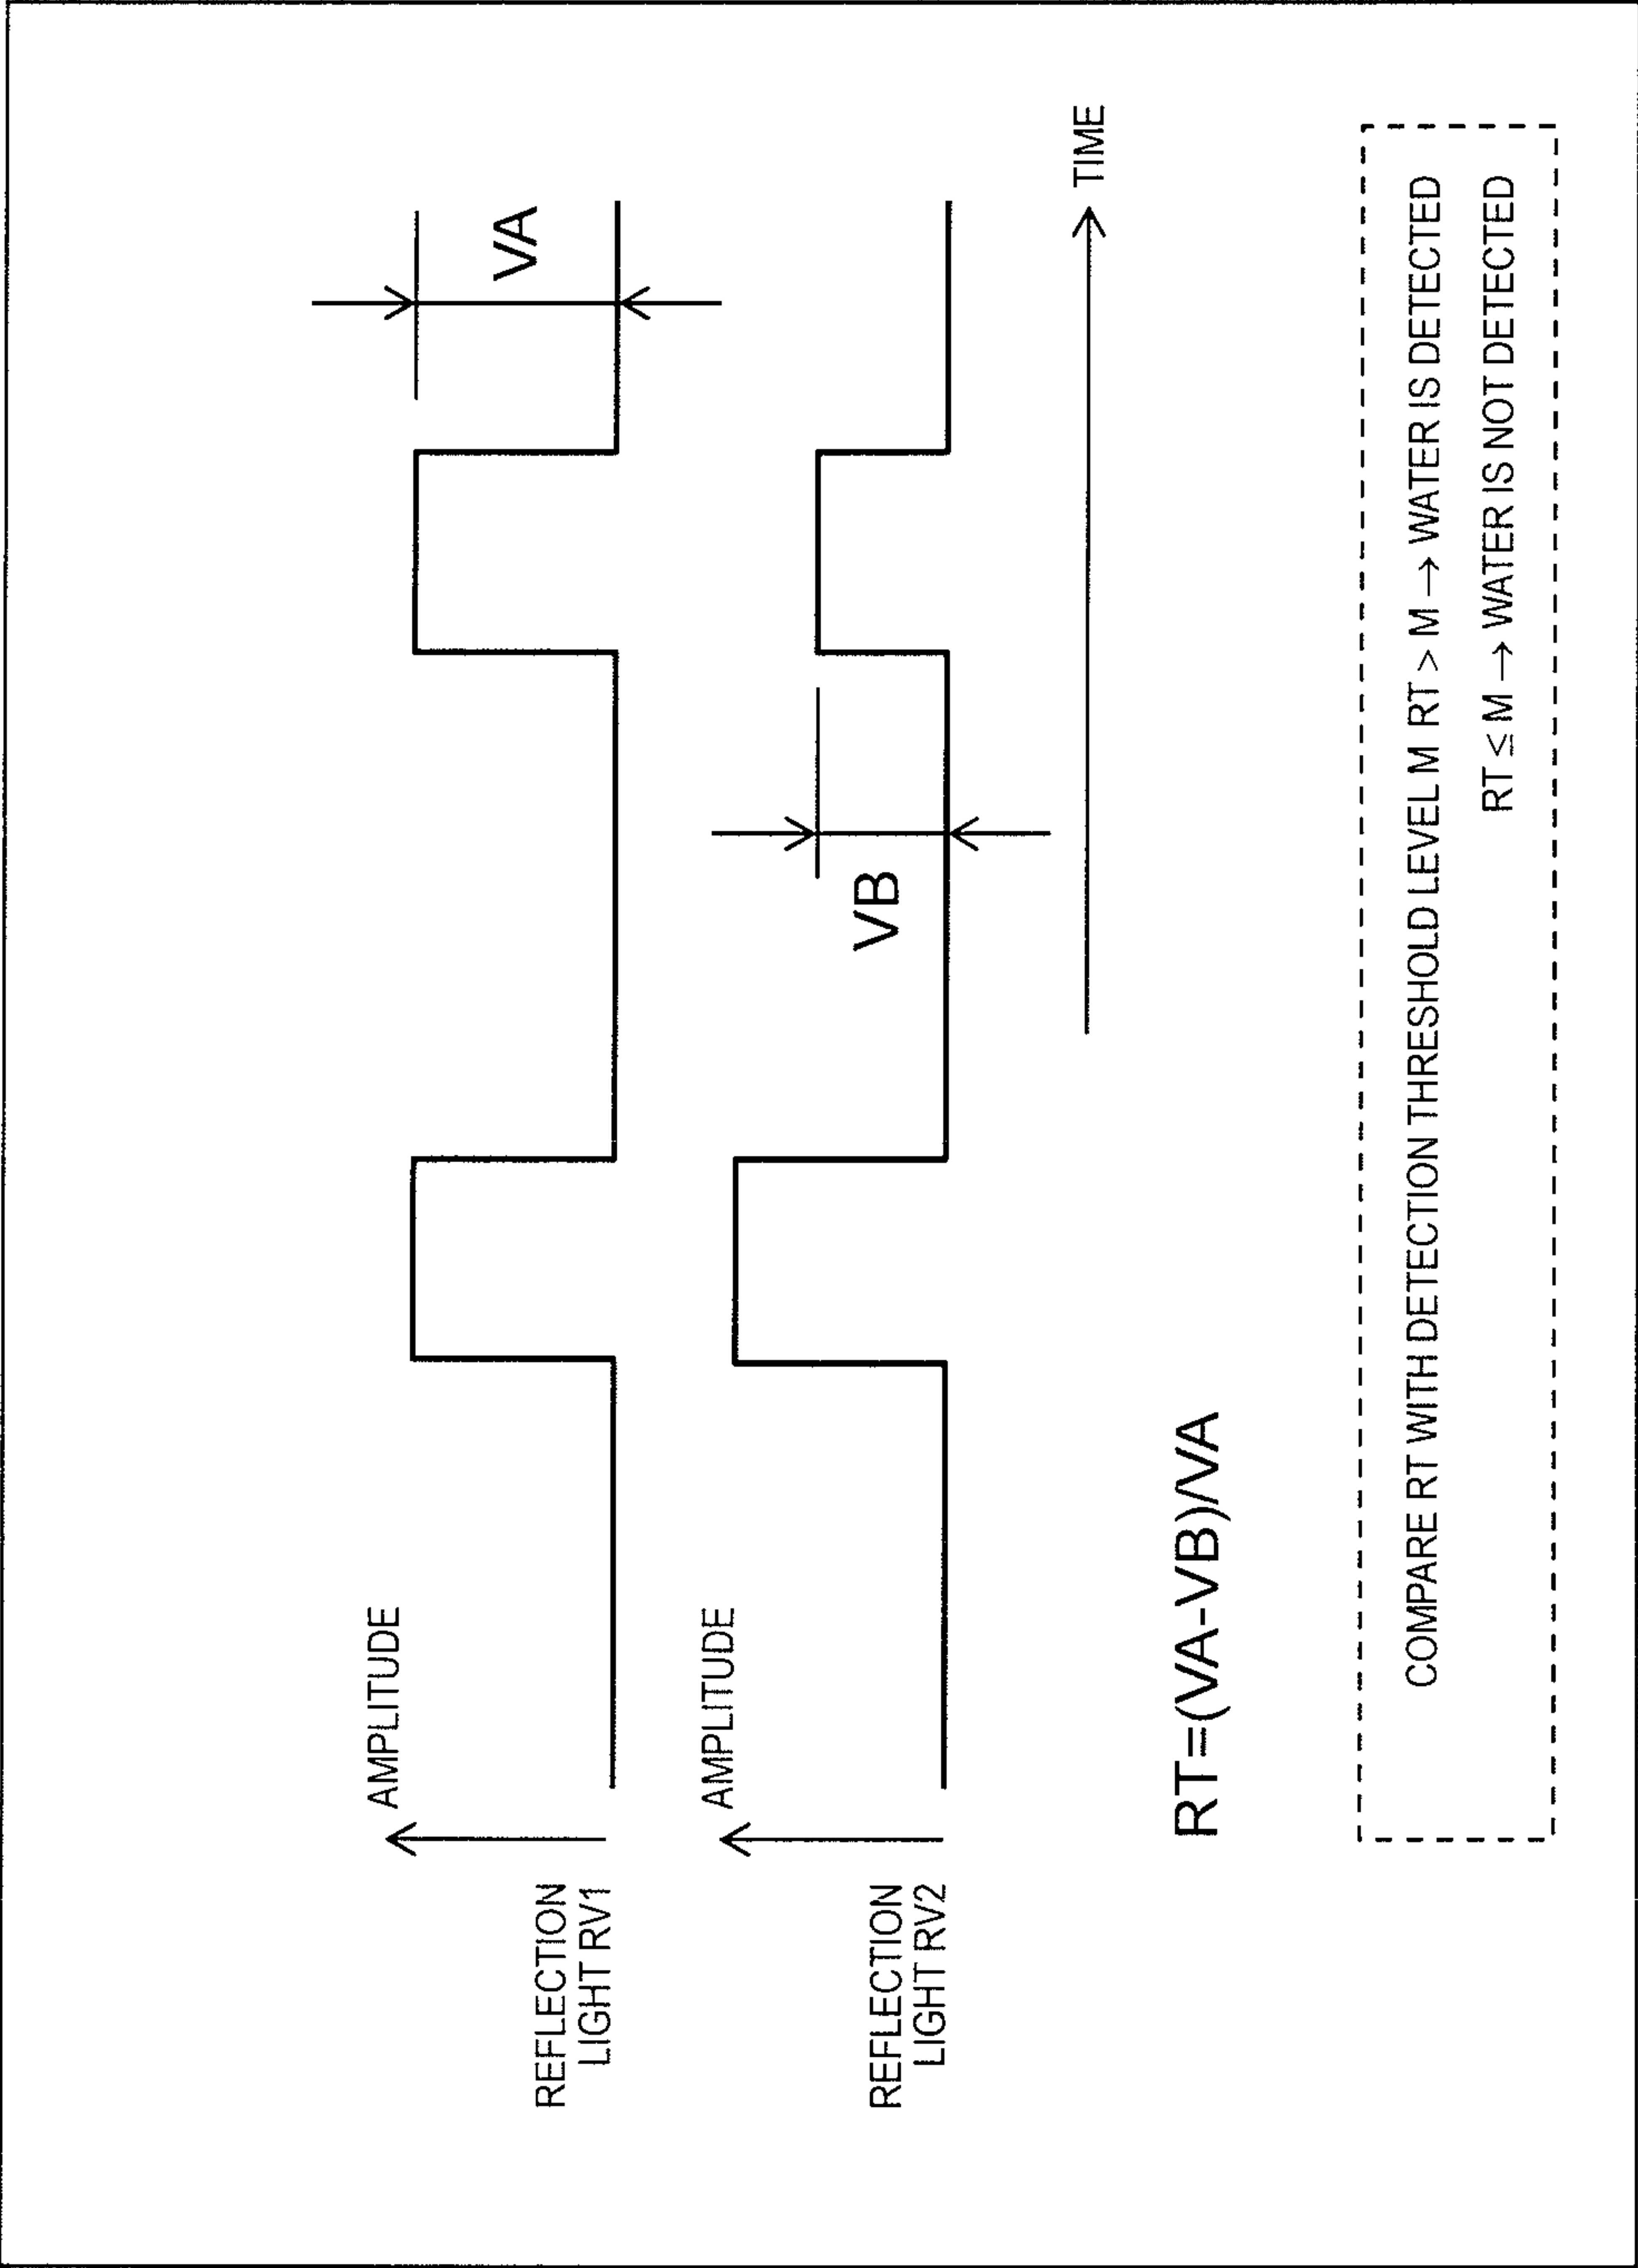 AMPLITUDE
REFLECTION
LIGHT RV1
VA
AMPLITUDE
REFLECTION
LIGHT RV2
VB
TIME
RT=(VA-VB)/VA
COMPARE RT WITH DETECTION THRESHOLD LEVEL M RT > M → WATER IS DETECTED
RT ≦ M → WATER IS NOT DETECTED